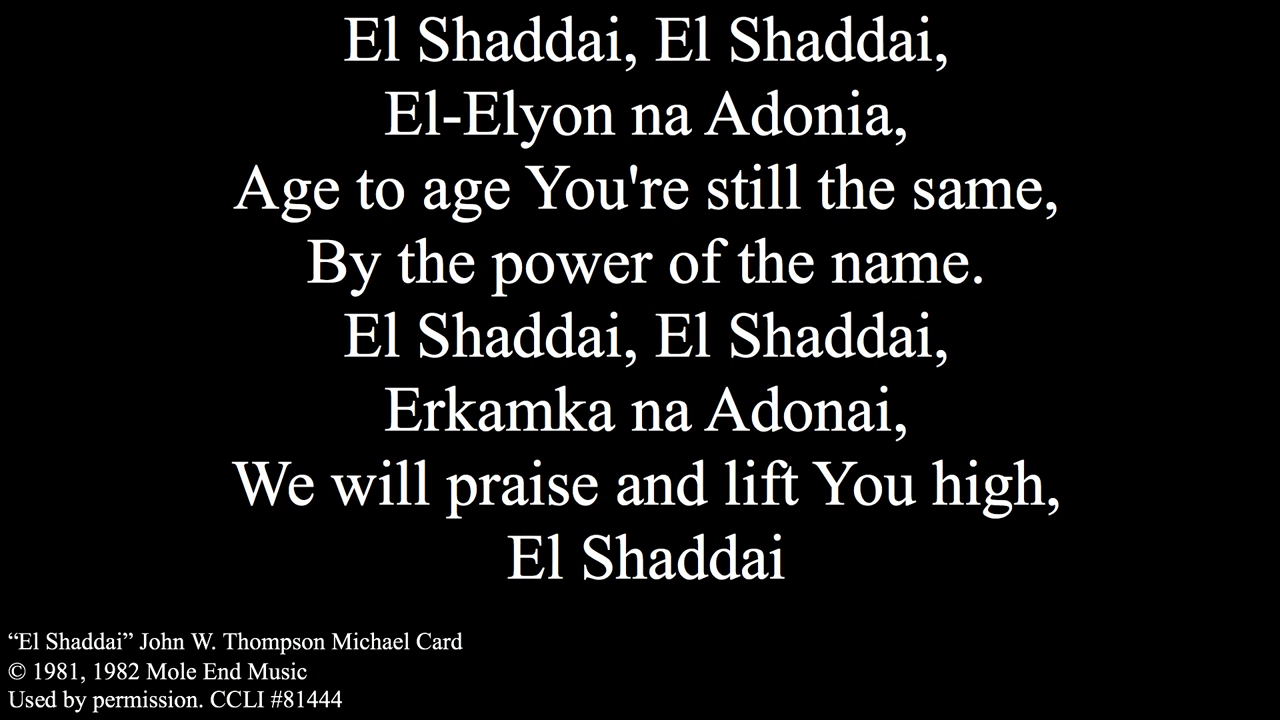 El Shaddai, El Shaddai,
El-Elyon na Adonia,
Age to age You're still the same,
By the power of the name.
El Shaddai, El Shaddai,
Erkamka na Adonai,
We will praise and lift You high,
El Shaddai
“El Shaddai” John W. Thompson Michael Card
© 1981, 1982 Mole End Music
Used by permission. CCLI #81444